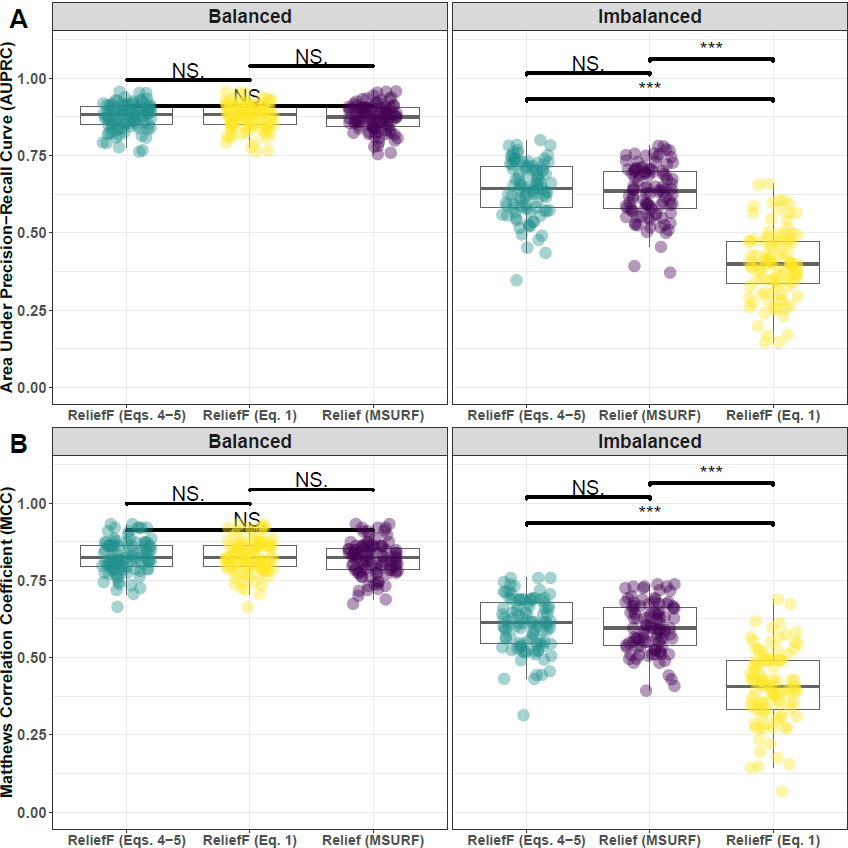 A
Balanced
Imbalanced
Area Under Precision−Recall Curve (AUPRC)
1.00
0.75
0.50
0.25
0.00
NS.
NS.
NS.
NS.
***
***
ReliefF (Eqs. 4−5)
ReliefF (Eq. 1)
Relief (MSURF)
ReliefF (Eqs. 4−5)
Relief (MSURF)
ReliefF (Eq. 1)
B
Balanced
Imbalanced
Matthews Correlation Coefficient (MCC)
1.00
0.75
0.50
0.25
0.00
NS.
NS.
NS.
NS.
***
***
ReliefF (Eqs. 4−5)
ReliefF (Eq. 1)
Relief (MSURF)
ReliefF (Eqs. 4−5)
Relief (MSURF)
ReliefF (Eq. 1)